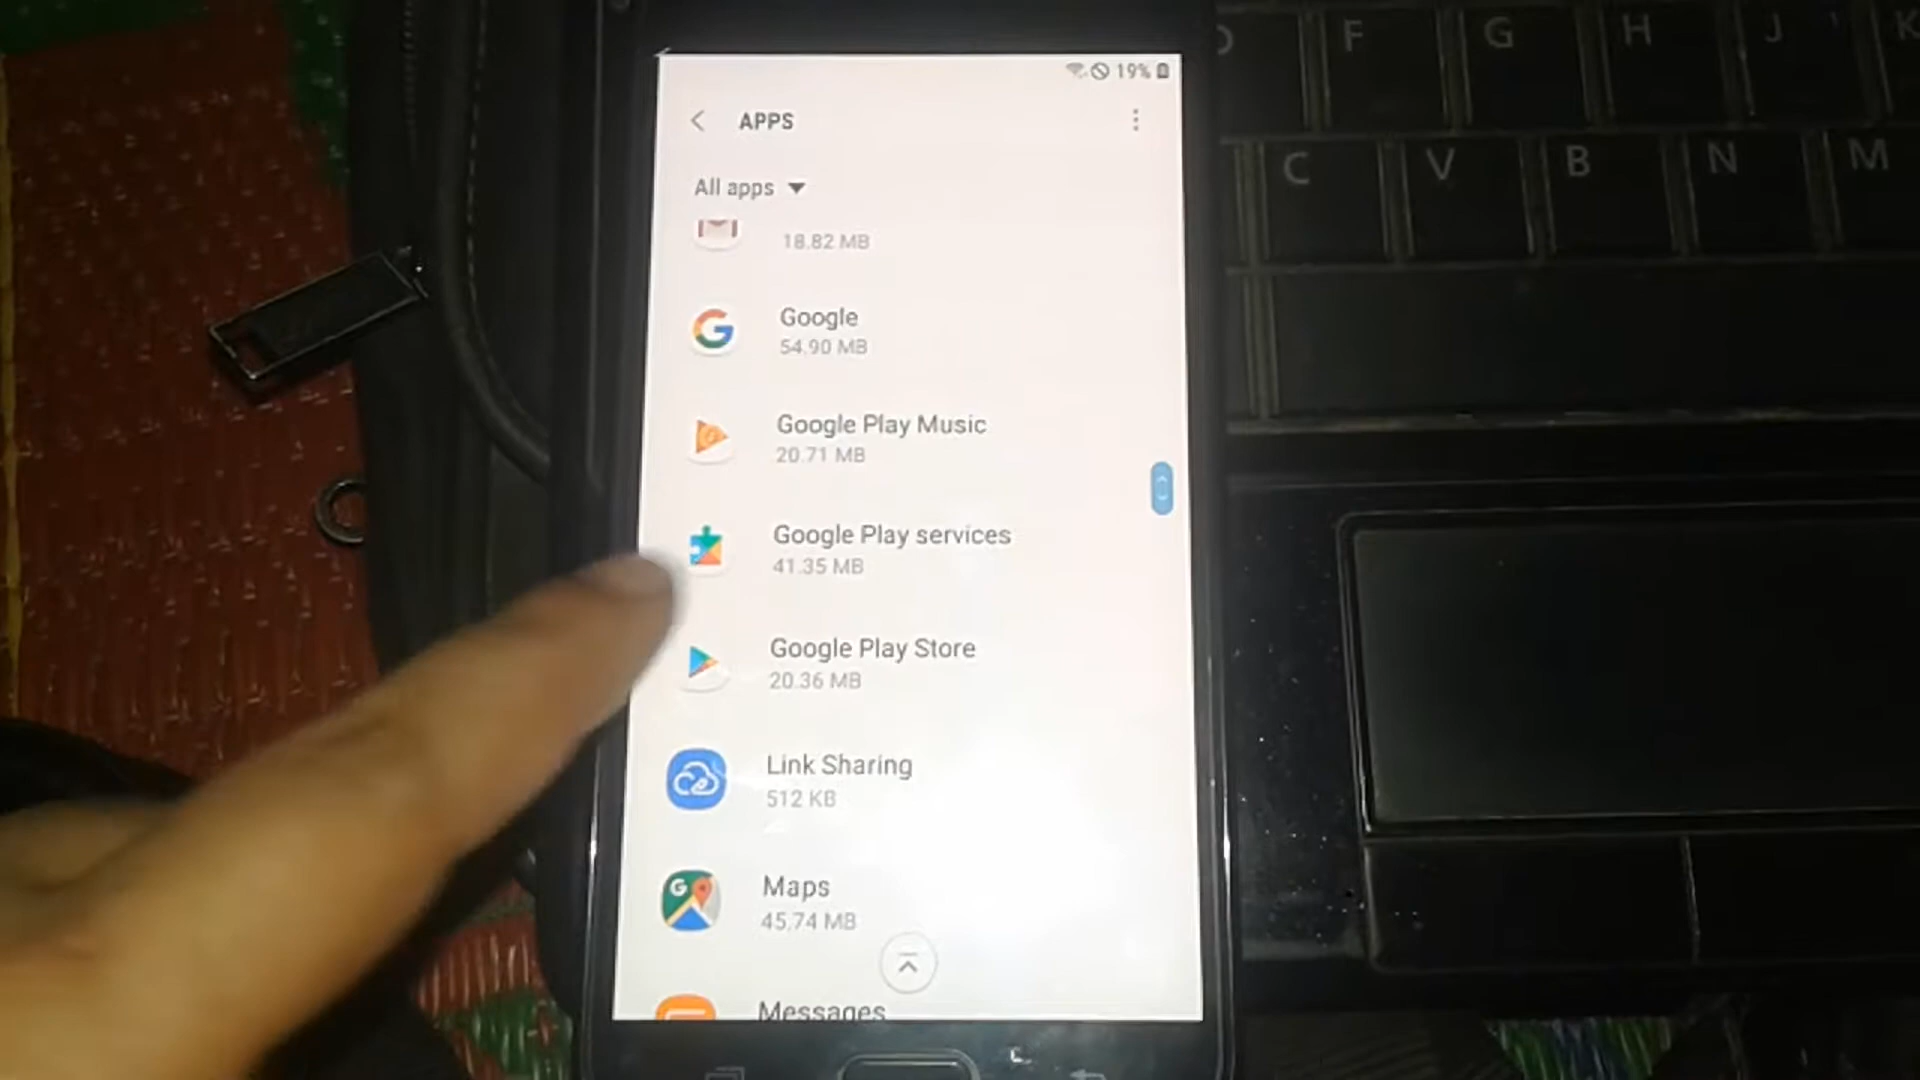 19%
APPS
All apps
18.82 MB
Google
54.90 MB
Google Play Music
20.71 MB
Google Play services
41.35 MB
Google Play Store
20.36 MB
Link Sharing
512 KB
Maps
45.74 MB
Messages
F G H J K
C V B N M